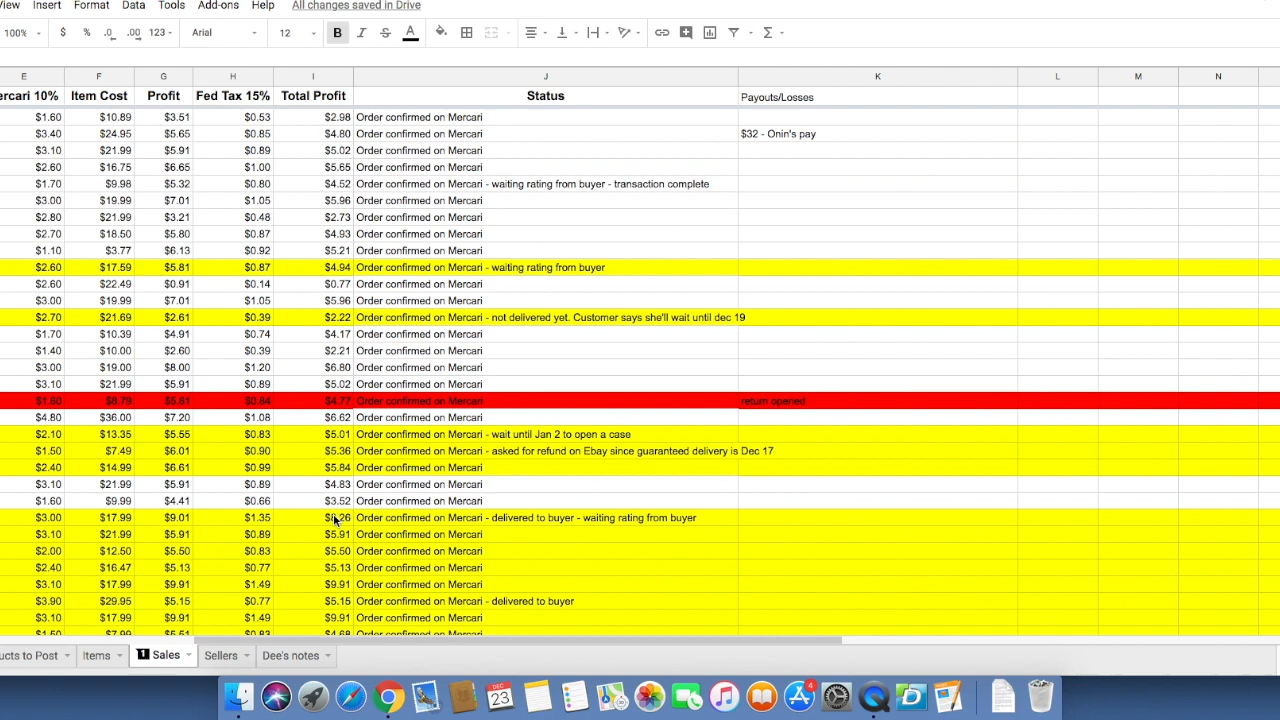 View Insert Format Data Tools Add-ons Help All changes saved in Drive
100% $ % .0 .00 123 Arial 12 B I S A
E F G H I J K L M N
ercari 10% Item Cost Profit Fed Tax 15% Total Profit Status Payouts/Losses
$1.60 $10.89 $3.51 $0.53 $2.98 Order confirmed on Mercari
$3.40 $24.95 $5.65 $0.85 $4.80 Order confirmed on Mercari $32 - Onin's pay
$3.10 $21.99 $5.91 $0.89 $5.02 Order confirmed on Mercari
$2.60 $16.75 $6.65 $1.00 $5.65 Order confirmed on Mercari
$1.70 $9.98 $5.32 $0.80 $4.52 Order confirmed on Mercari - waiting rating from buyer - transaction complete
$3.00 $19.99 $7.01 $1.05 $5.96 Order confirmed on Mercari
$2.80 $21.99 $3.21 $0.48 $2.73 Order confirmed on Mercari
$2.70 $18.50 $5.80 $0.87 $4.93 Order confirmed on Mercari
$1.10 $3.77 $6.13 $0.92 $5.21 Order confirmed on Mercari
$2.60 $17.59 $5.81 $0.87 $4.94 Order confirmed on Mercari - waiting rating from buyer
$2.60 $22.49 $0.91 $0.14 $0.77 Order confirmed on Mercari
$3.00 $19.99 $7.01 $1.05 $5.96 Order confirmed on Mercari
$2.70 $21.69 $2.61 $0.39 $2.22 Order confirmed on Mercari - not delivered yet. Customer says she'll wait until dec 19
$1.70 $10.39 $4.91 $0.74 $4.17 Order confirmed on Mercari
$1.40 $10.00 $2.60 $0.39 $2.21 Order confirmed on Mercari
$3.00 $19.00 $8.00 $1.20 $6.80 Order confirmed on Mercari
$3.10 $21.99 $5.91 $0.89 $5.02 Order confirmed on Mercari
$1.60 $8.79 $5.61 $0.84 $4.77 Order confirmed on Mercari return opened
$4.80 $36.00 $7.20 $1.08 $6.62 Order confirmed on Mercari
$2.10 $13.35 $5.55 $0.83 $5.01 Order confirmed on Mercari - wait until Jan 2 to open a case
$1.50 $7.49 $6.01 $0.90 $5.36 Order confirmed on Mercari - asked for refund on Ebay since guaranteed delivery is Dec 17
$2.40 $14.99 $6.61 $0.99 $5.84 Order confirmed on Mercari
$3.10 $21.99 $5.91 $0.89 $4.83 Order confirmed on Mercari
$1.60 $9.99 $4.41 $0.66 $3.52 Order confirmed on Mercari
$3.00 $17.99 $9.01 $1.35 Order confirmed on Mercari - delivered to buyer - waiting rating from buyer
$3.10 $21.99 $5.91 $0.89 $5.91 Order confirmed on Mercari
$2.00 $12.50 $5.50 $0.83 $5.50 Order confirmed on Mercari
$2.40 $16.47 $5.13 $0.77 $5.13 Order confirmed on Mercari
$3.10 $17.99 $9.91 $1.49 $9.91 Order confirmed on Mercari
$3.90 $29.95 $5.15 $0.77 $5.15 Order confirmed on Mercari - delivered to buyer
$3.10 $17.99 $9.91 $1.49 $9.91 Order confirmed on Mercari
$1.50 $7.99 $5.51 $0.83 $4.68 Order confirmed on Mercari
ucts to Post Items 1 Sales Sellers Dee's notes
DEC 23 4